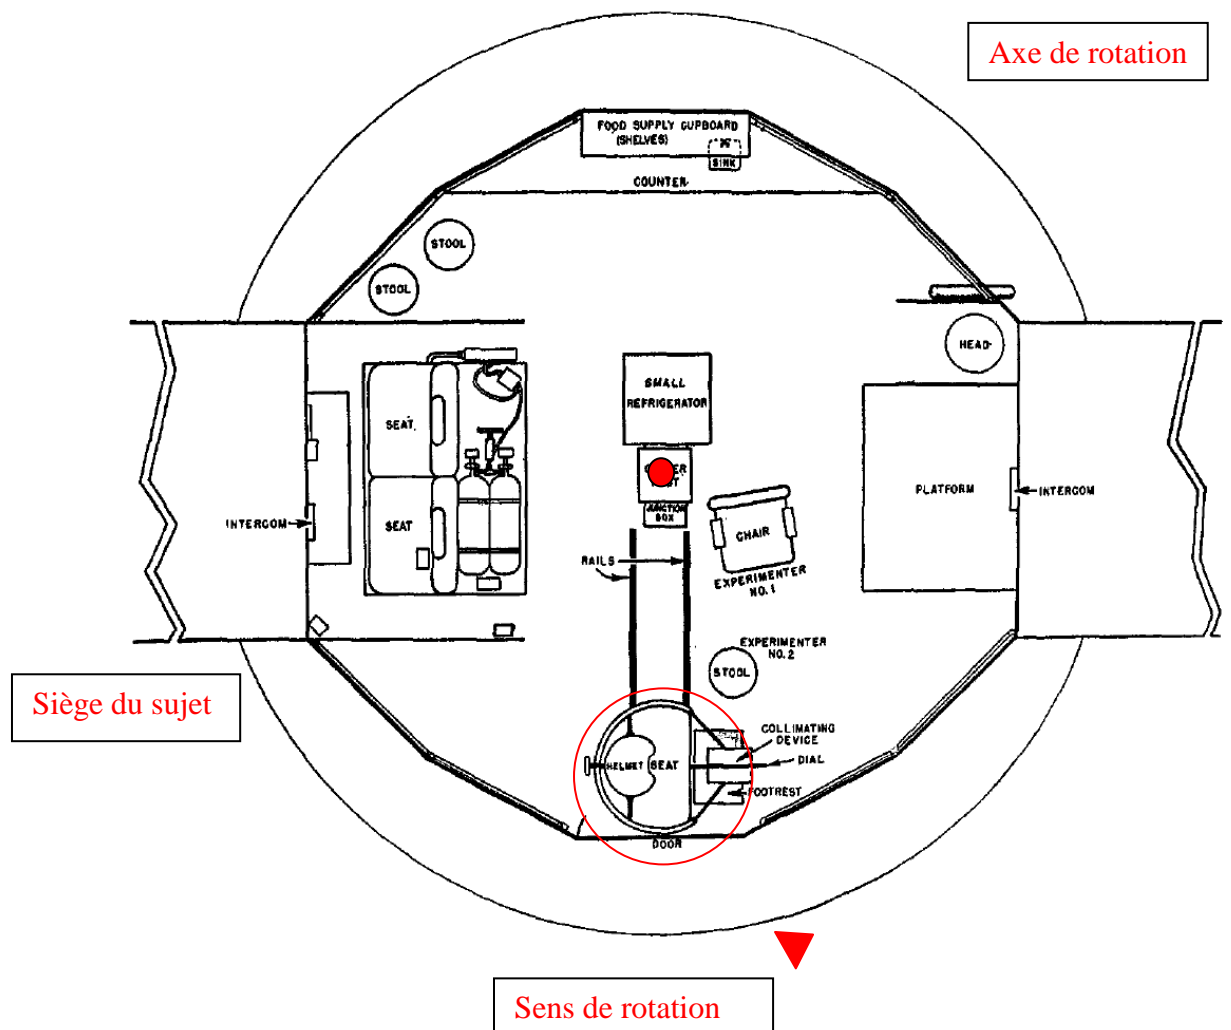 Axe de rotation
FOOD SUPPLY CUPBOARD
(SHELVES)
SINK
COUNTER
STOOL
STOOL
HEAD
SMALL
REFRIGERATOR
SEAT
PLATFORM
INTERCOM
INTERCOM
SEAT
JUNCTION
BOX
CHAIR
RAILS
EXPERIMENTER
NO. 1
EXPERIMENTER
NO. 2
STOOL
Siège du sujet
COLLIMATING
DEVICE
DIAL
HELMET
SEAT
FOOTREST
DOOR
Sens de rotation